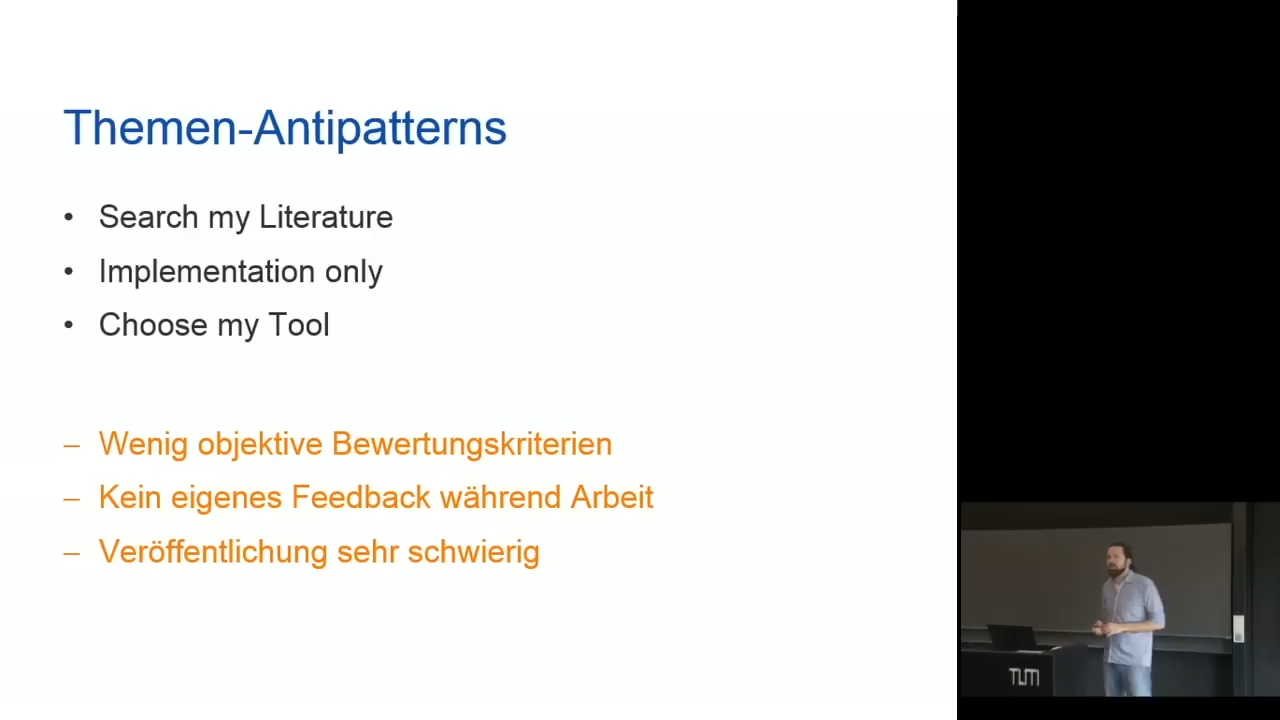 Themen-Antipatterns
• Search my Literature
• Implementation only
• Choose my Tool
– Wenig objektive Bewertungskriterien
– Kein eigenes Feedback während Arbeit
– Veröffentlichung sehr schwierig
TUM